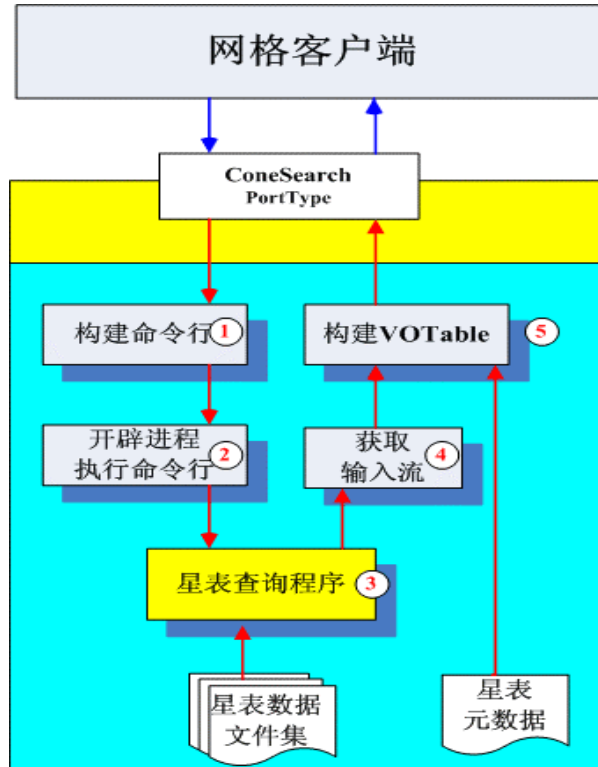 网格客户端
ConeSearch
PortType
构建命令行 1
构建VOTable 5
开辟进程
执行命令行 2
获取
输入流 4
星表查询程序 3
星表数据
文件集
星表
元数据